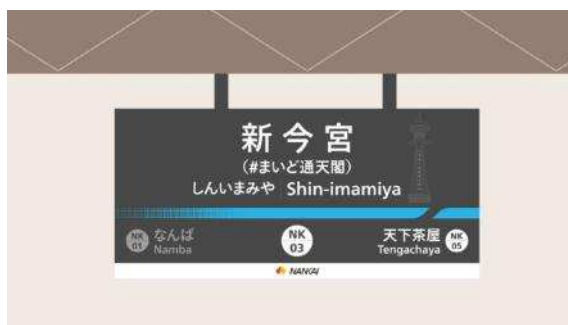 新今宮
(#まいど通天閣)
しんいまみや Shin-imamiya
NK 01
なんば
Namba
NK 03
天下茶屋
Tengachaya
NK 05
NANKAI